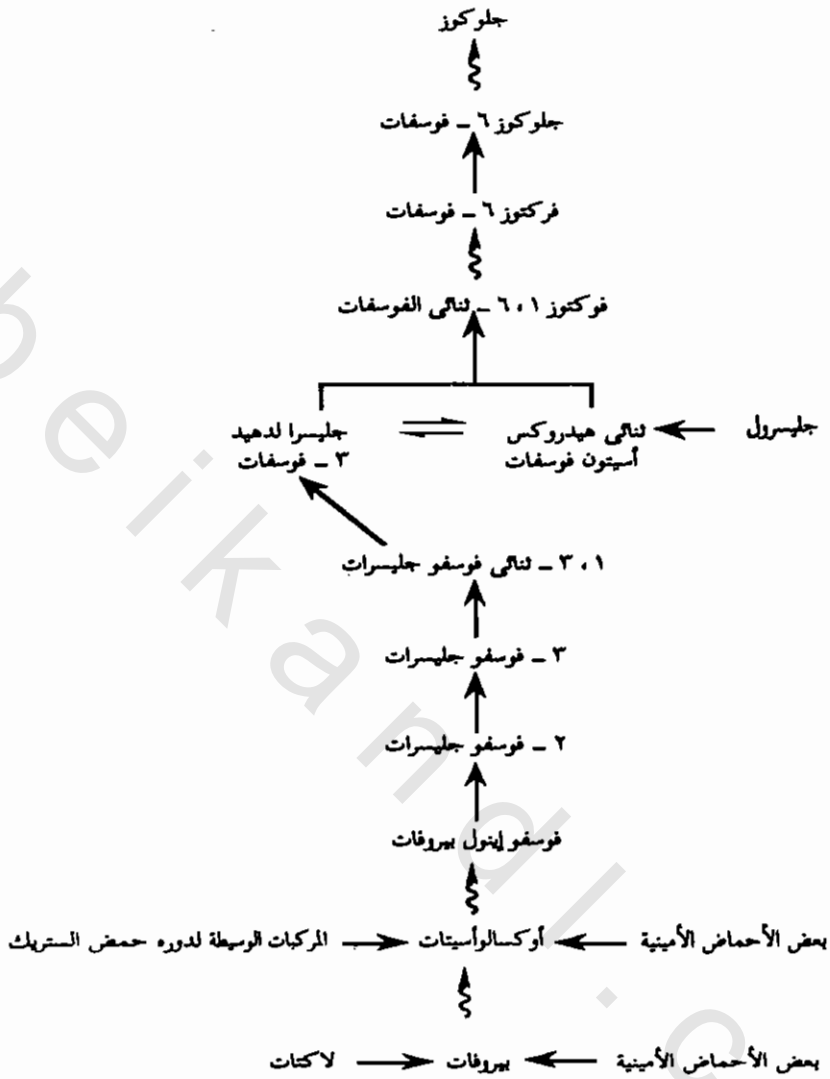 جلوكوز
جلوكوز ٦ – فوسفات
فركتوز ٦ – فوسفات
فوكتوز ١ ، ٦ – ثنائى الفوسفات
جليسرول
ثنائى هيدروكس
أسيتون فوسفات
جليسرا لدهيد
٣ – فوسفات
١ ، ٣ – ثنائى فوسفو جليسرات
٣ – فوسفو جليسرات
٢ – فوسفو جليسرات
فوسفو إينول بيروفات
بعض الأحماض الأمينية
أوكسالوأسيتات
المركبات الوسيطة لدوره حمض الستريك
بعض الأحماض الأمينية
بيروفات
لاكتات
beikandl.c